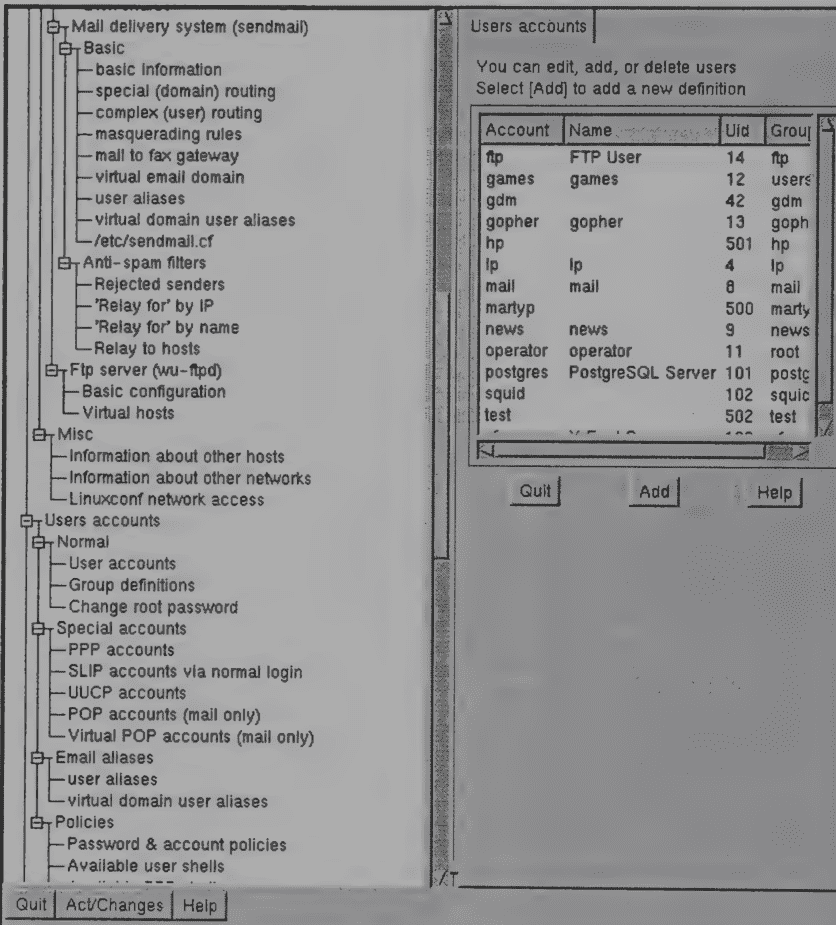 Mail delivery system (sendmail)
Basic
basic information
special (domain) routing
complex (user) routing
masquerading rules
mail to fax gateway
virtual email domain
user aliases
virtual domain user aliases
/etc/sendmail.cf
Anti-spam filters
Rejected senders
'Relay for' by IP
'Relay for' by name
Relay to hosts
Ftp server (wu-ftpd)
Basic configuration
Virtual hosts
Misc
Information about other hosts
Information about other networks
Linuxconf network access
Users accounts
Normal
User accounts
Group definitions
Change root password
Special accounts
PPP accounts
SLIP accounts via normal login
UUCP accounts
POP accounts (mail only)
Virtual POP accounts (mail only)
Email aliases
user aliases
virtual domain user aliases
Policies
Password & account policies
Available user shells
Quit Act/Changes Help
Users accounts
You can edit, add, or delete users
Select [Add] to add a new definition
Account Name Uid Group
ftp FTP User 14 ftp
games games 12 users
gdm 42 gdm
gopher gopher 13 goph
hp 501 hp
lp lp 4 lp
mail mail 8 mail
martyp 500 marty
news news 9 news
operator operator 11 root
postgres PostgreSQL Server 101 postg
squid 102 squid
test 502 test
Quit Add Help